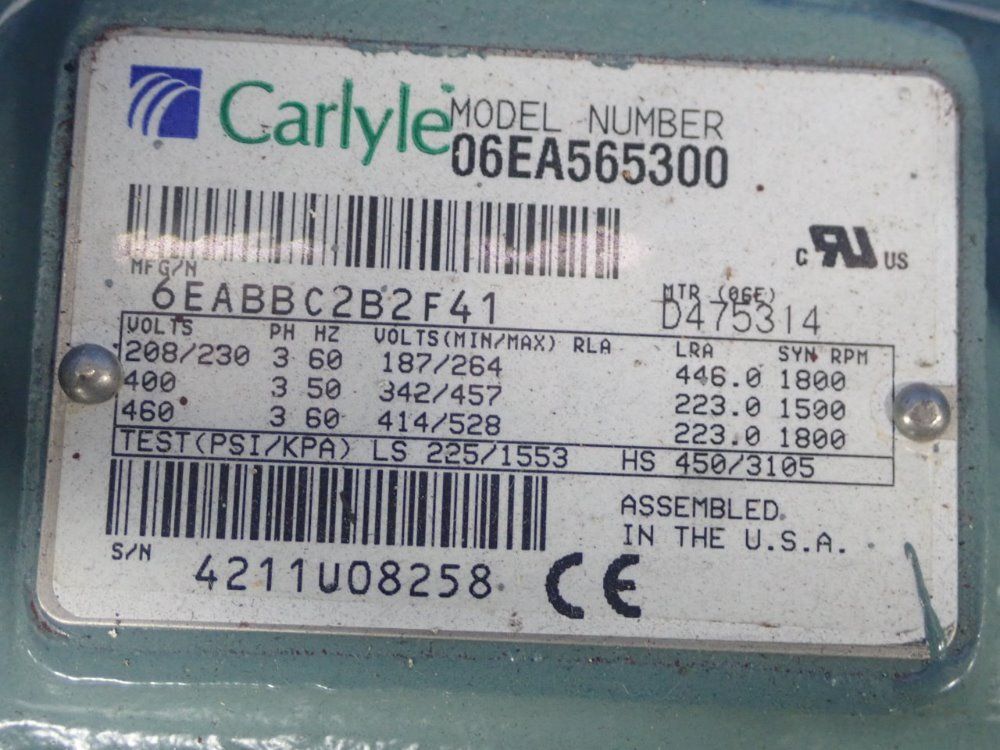 Carlyle
MODEL NUMBER
06EA565300
C RU US
MFG/N
6EABBC2B2F41
MTR (06E)
D475314
VOLTS PH HZ VOLTS(MIN/MAX) RLA LRA SYN RPM
208/230 3 60 187/264 446.0 1800
400 3 50 342/457 223.0 1500
460 3 60 414/528 223.0 1800
TEST(PSI/KPA) LS 225/1553 HS 450/3105
ASSEMBLED
IN THE U.S.A.
S/N
4211U08258
CE